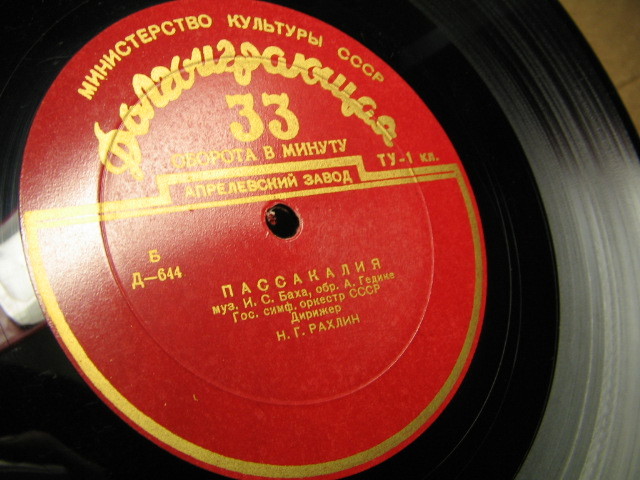 МИНИСТЕРСТВО КУЛЬТУРЫ СССР
Долгоиграющая
33
ОБОРОТА В МИНУТУ
ТУ-1 кл.
АПРЕЛЕВСКИЙ ЗАВОД
Б
Д—644
ПАССАКАЛИЯ
муз. И. С. Баха, обр. А. Гедике
Гос. симф. оркестр СССР
Дирижер
Н. Г. РАХЛИН